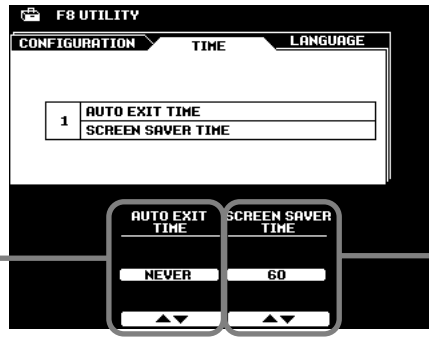 F8 UTILITY
CONFIGURATION TIME LANGUAGE
1 AUTO EXIT TIME
SCREEN SAVER TIME
AUTO EXIT TIME
SCREEN SAVER TIME
NEVER 60
▲▼ ▲▼